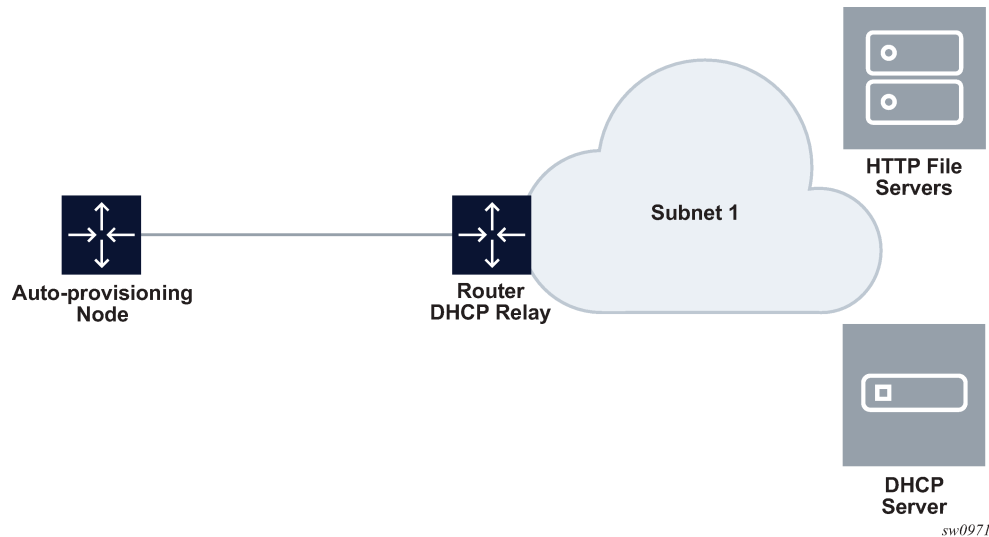 HTTP File
Servers
Subnet 1
Auto-provisioning
Node
Router
DHCP Relay
DHCP
Server
sw0971